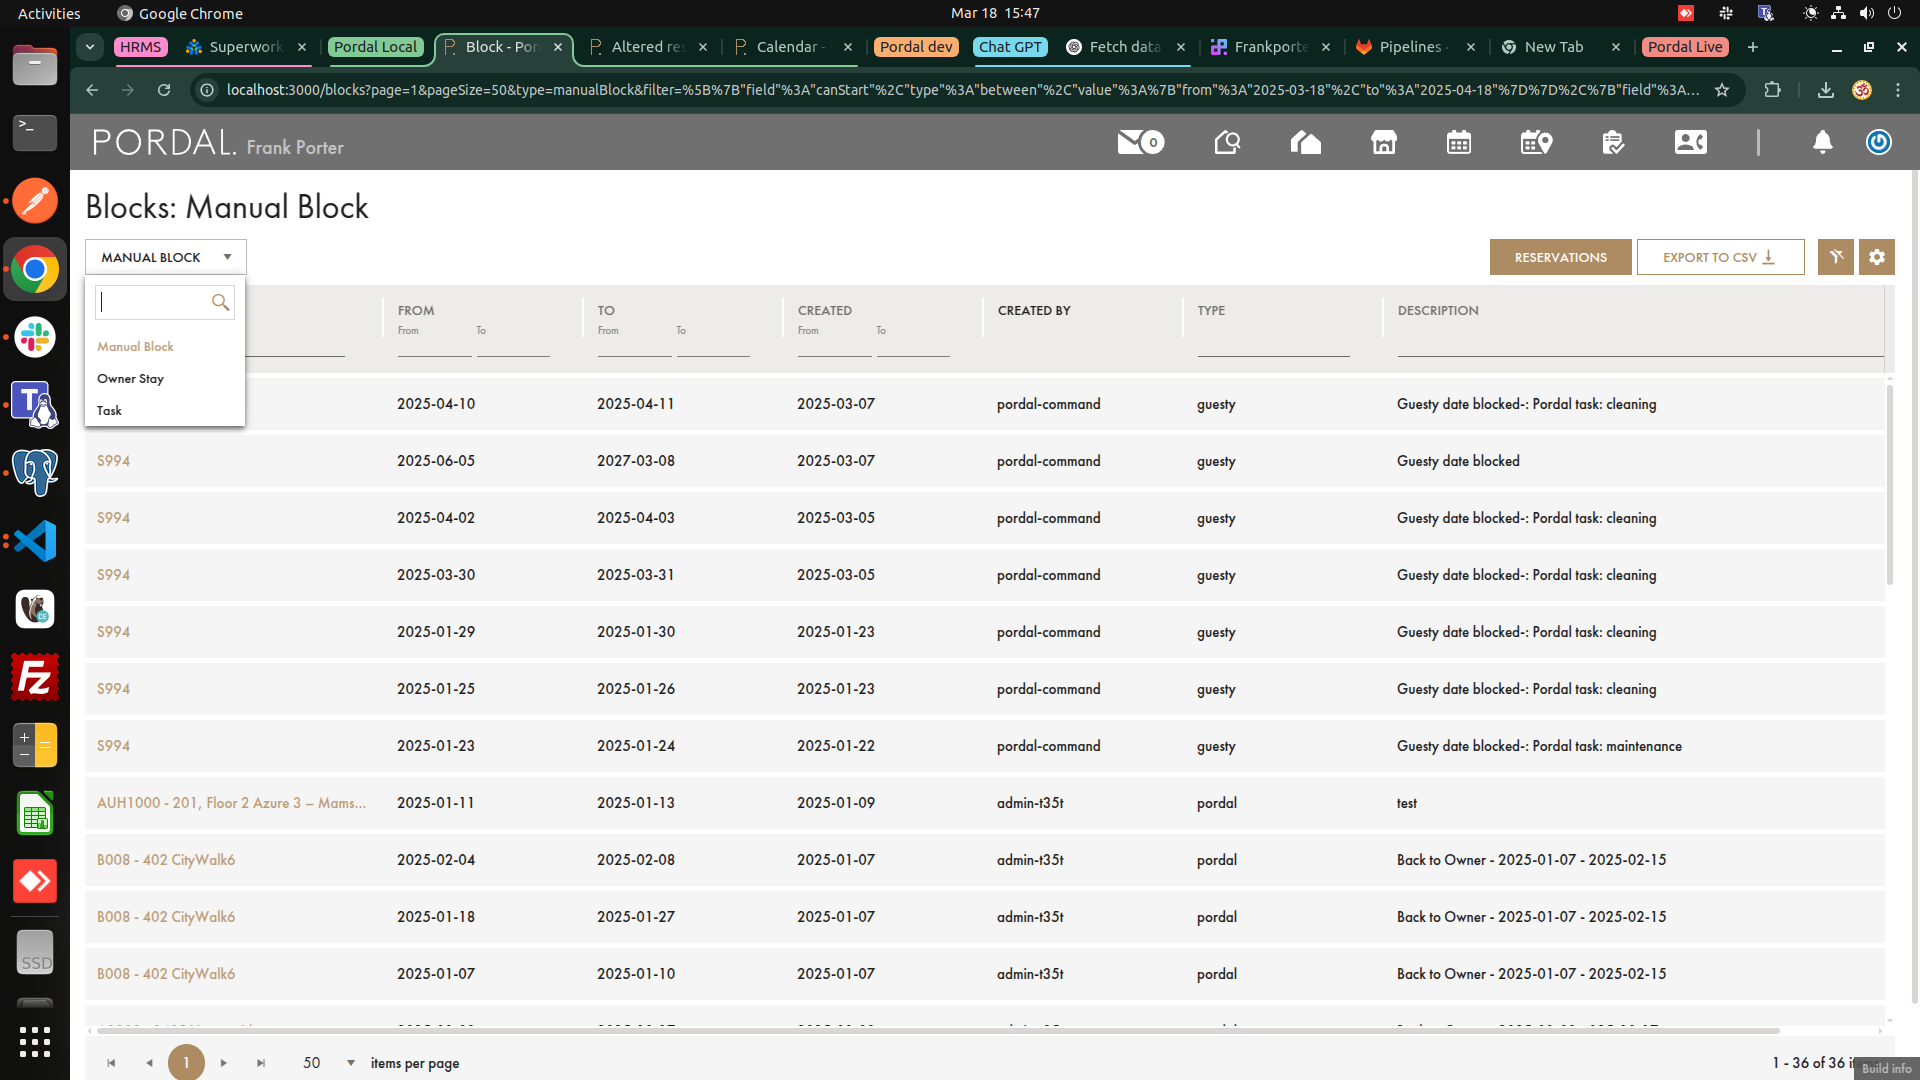 Activities
Google Chrome
Mar 18 15:47
HRMS
Superwork
Pordal Local
Block - Por
Altered re
Calendar -
Pordal dev
Chat GPT
Fetch data
Frankporte
Pipelines
New Tab
Pordal Live
localhost:3000/blocks?page=1&pageSize=50&type=manualBlock&filter=%5B%7B"field"%3A"canStart"%2C"type"%3A"between"%2C"value"%3A%7B"from"%3A"2025-03-18"%2C"to"%3A"2025-04-18"%7D%7D%2C%7B"field"%3A...
PORDAL. Frank Porter
0
Blocks: Manual Block
MANUAL BLOCK
RESERVATIONS
EXPORT TO CSV
Manual Block
Owner Stay
Task
FROM
TO
CREATED
CREATED BY
TYPE
DESCRIPTION
From To
From To
From To
2025-04-10 2025-04-11 2025-03-07 pordal-command guesty Guesty date blocked-: Pordal task: cleaning
S994 2025-06-05 2027-03-08 2025-03-07 pordal-command guesty Guesty date blocked
S994 2025-04-02 2025-04-03 2025-03-05 pordal-command guesty Guesty date blocked-: Pordal task: cleaning
S994 2025-03-30 2025-03-31 2025-03-05 pordal-command guesty Guesty date blocked-: Pordal task: cleaning
S994 2025-01-29 2025-01-30 2025-01-23 pordal-command guesty Guesty date blocked-: Pordal task: cleaning
S994 2025-01-25 2025-01-26 2025-01-23 pordal-command guesty Guesty date blocked-: Pordal task: cleaning
S994 2025-01-23 2025-01-24 2025-01-22 pordal-command guesty Guesty date blocked-: Pordal task: maintenance
AUH1000 - 201, Floor 2 Azure 3 – Mams... 2025-01-11 2025-01-13 2025-01-09 admin-t35t pordal test
B008 - 402 CityWalk6 2025-02-04 2025-02-08 2025-01-07 admin-t35t pordal Back to Owner - 2025-01-07 - 2025-02-15
B008 - 402 CityWalk6 2025-01-18 2025-01-27 2025-01-07 admin-t35t pordal Back to Owner - 2025-01-07 - 2025-02-15
B008 - 402 CityWalk6 2025-01-07 2025-01-10 2025-01-07 admin-t35t pordal Back to Owner - 2025-01-07 - 2025-02-15
1
50
items per page
1 - 36 of 36
Build info
SSD